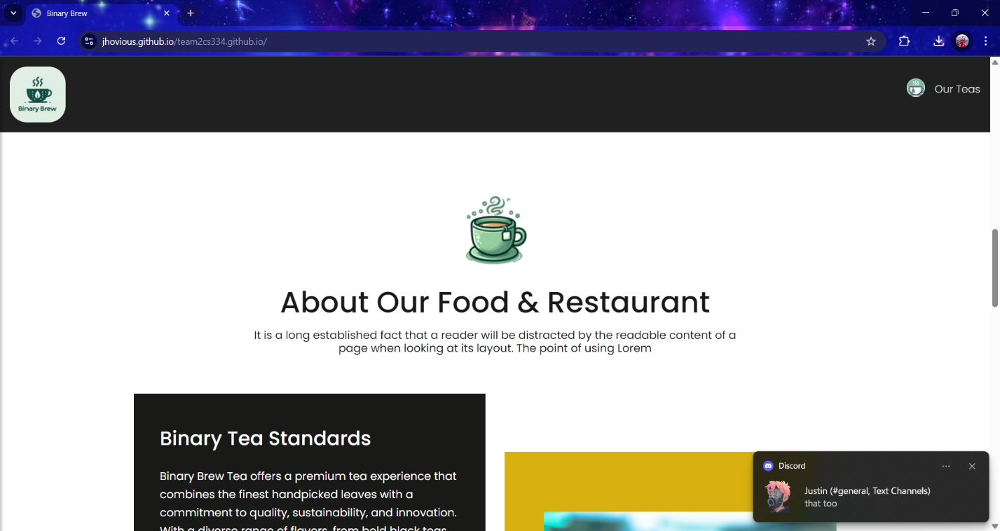 Binary Brew
jhovious.github.io/team2cs334.github.io/
Binary Brew
Our Teas
About Our Food & Restaurant
It is a long established fact that a reader will be distracted by the readable content of a
page when looking at its layout. The point of using Lorem
Binary Tea Standards
Binary Brew Tea offers a premium tea experience that
combines the finest handpicked leaves with a
commitment to quality, sustainability, and innovation.
With a diverse range of flavors, from bold black teas
Discord
Justin (#general, Text Channels)
that too